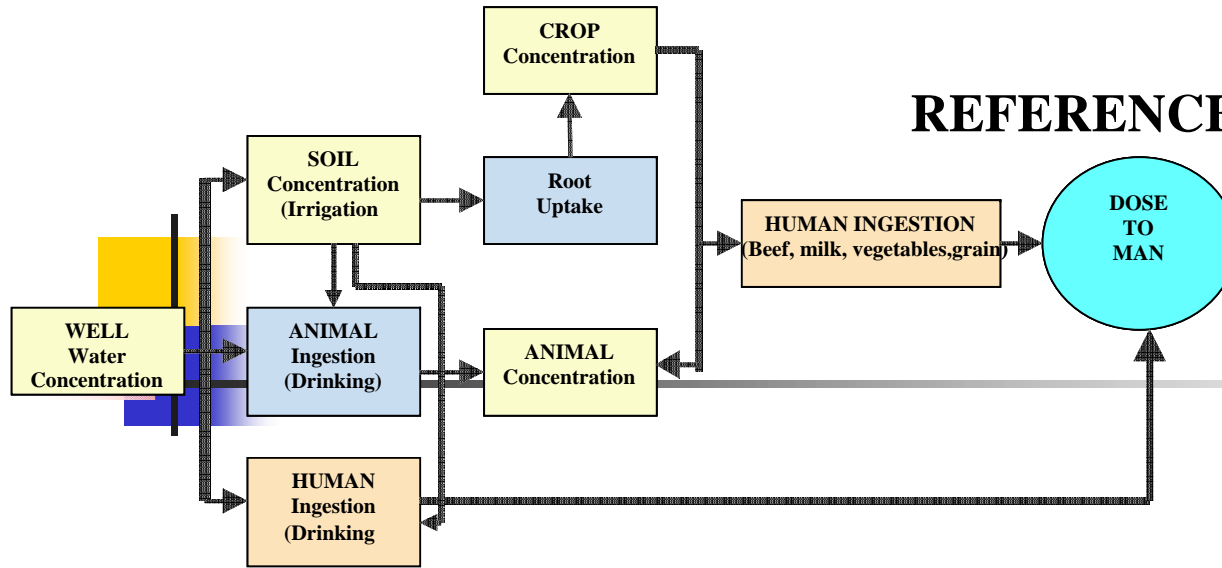 CROP
Concentration
REFERENCE
SOIL
Concentration
(Irrigation
Root
Uptake
DOSE
TO
MAN
HUMAN INGESTION
(Beef, milk, vegetables,grain)
WELL
Water
Concentration
ANIMAL
Ingestion
(Drinking)
ANIMAL
Concentration
HUMAN
Ingestion
(Drinking